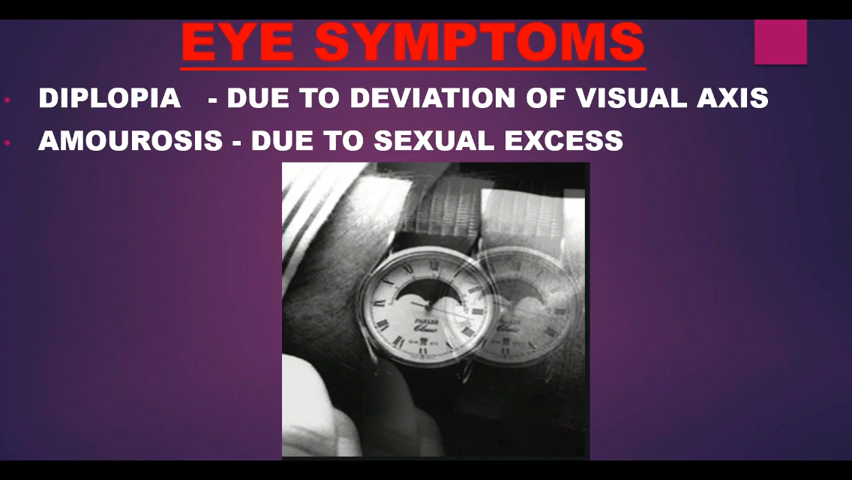 EYE SYMPTOMS
• DIPLOPIA - DUE TO DEVIATION OF VISUAL AXIS
• AMOUROSIS - DUE TO SEXUAL EXCESS